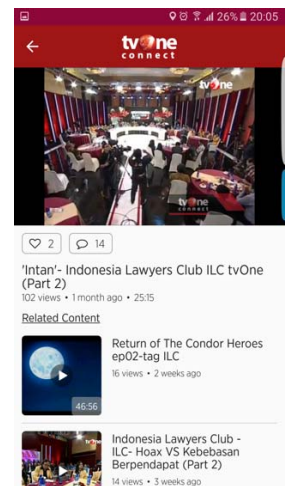 26% 20:05
tvOne
connect
tvOne
connect
2
14
'Intan'- Indonesia Lawyers Club ILC tvOne
(Part 2)
102 views • 1 month ago • 25:15
Related Content
Return of The Condor Heroes
ep02-tag ILC
16 views • 2 weeks ago
46:56
Indonesia Lawyers Club -
ILC- Hoax VS Kebebasan
Berpendapat (Part 2)
14 views • 3 weeks ago